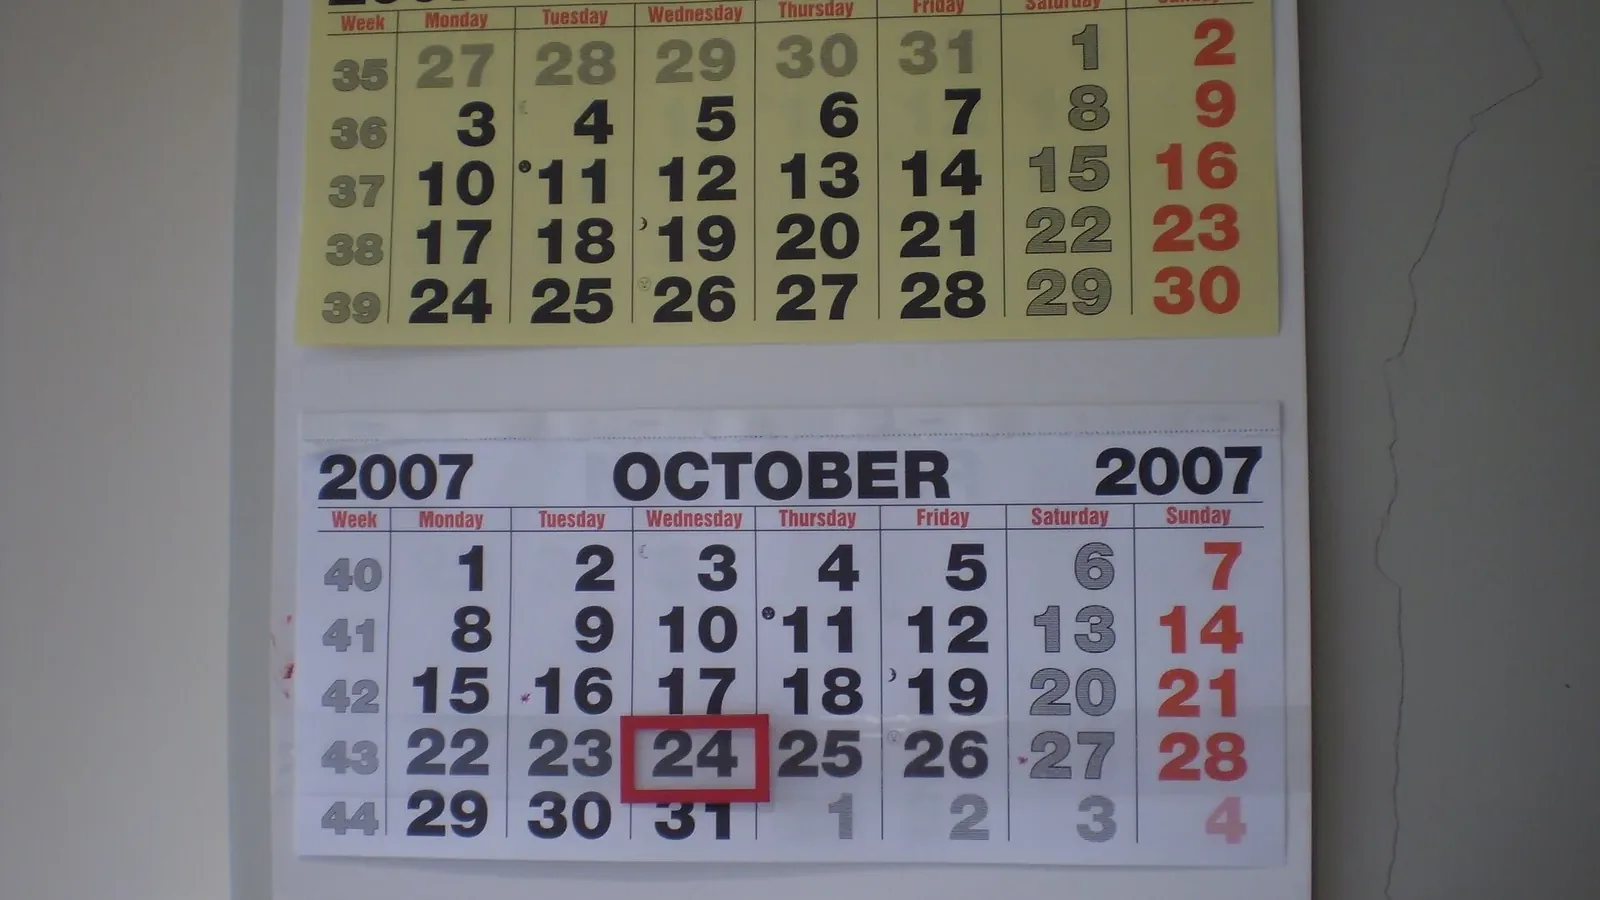 Week Monday Tuesday Wednesday Thursday Friday Saturday Sunday
35 27 28 29 30 31 1 2
36 3 4 5 6 7 8 9
37 10 11 12 13 14 15 16
38 17 18 19 20 21 22 23
39 24 25 26 27 28 29 30
2007 OCTOBER 2007
Week Monday Tuesday Wednesday Thursday Friday Saturday Sunday
40 1 2 3 4 5 6 7
41 8 9 10 11 12 13 14
42 15 16 17 18 19 20 21
43 22 23 24 25 26 27 28
44 29 30 31 1 2 3 4